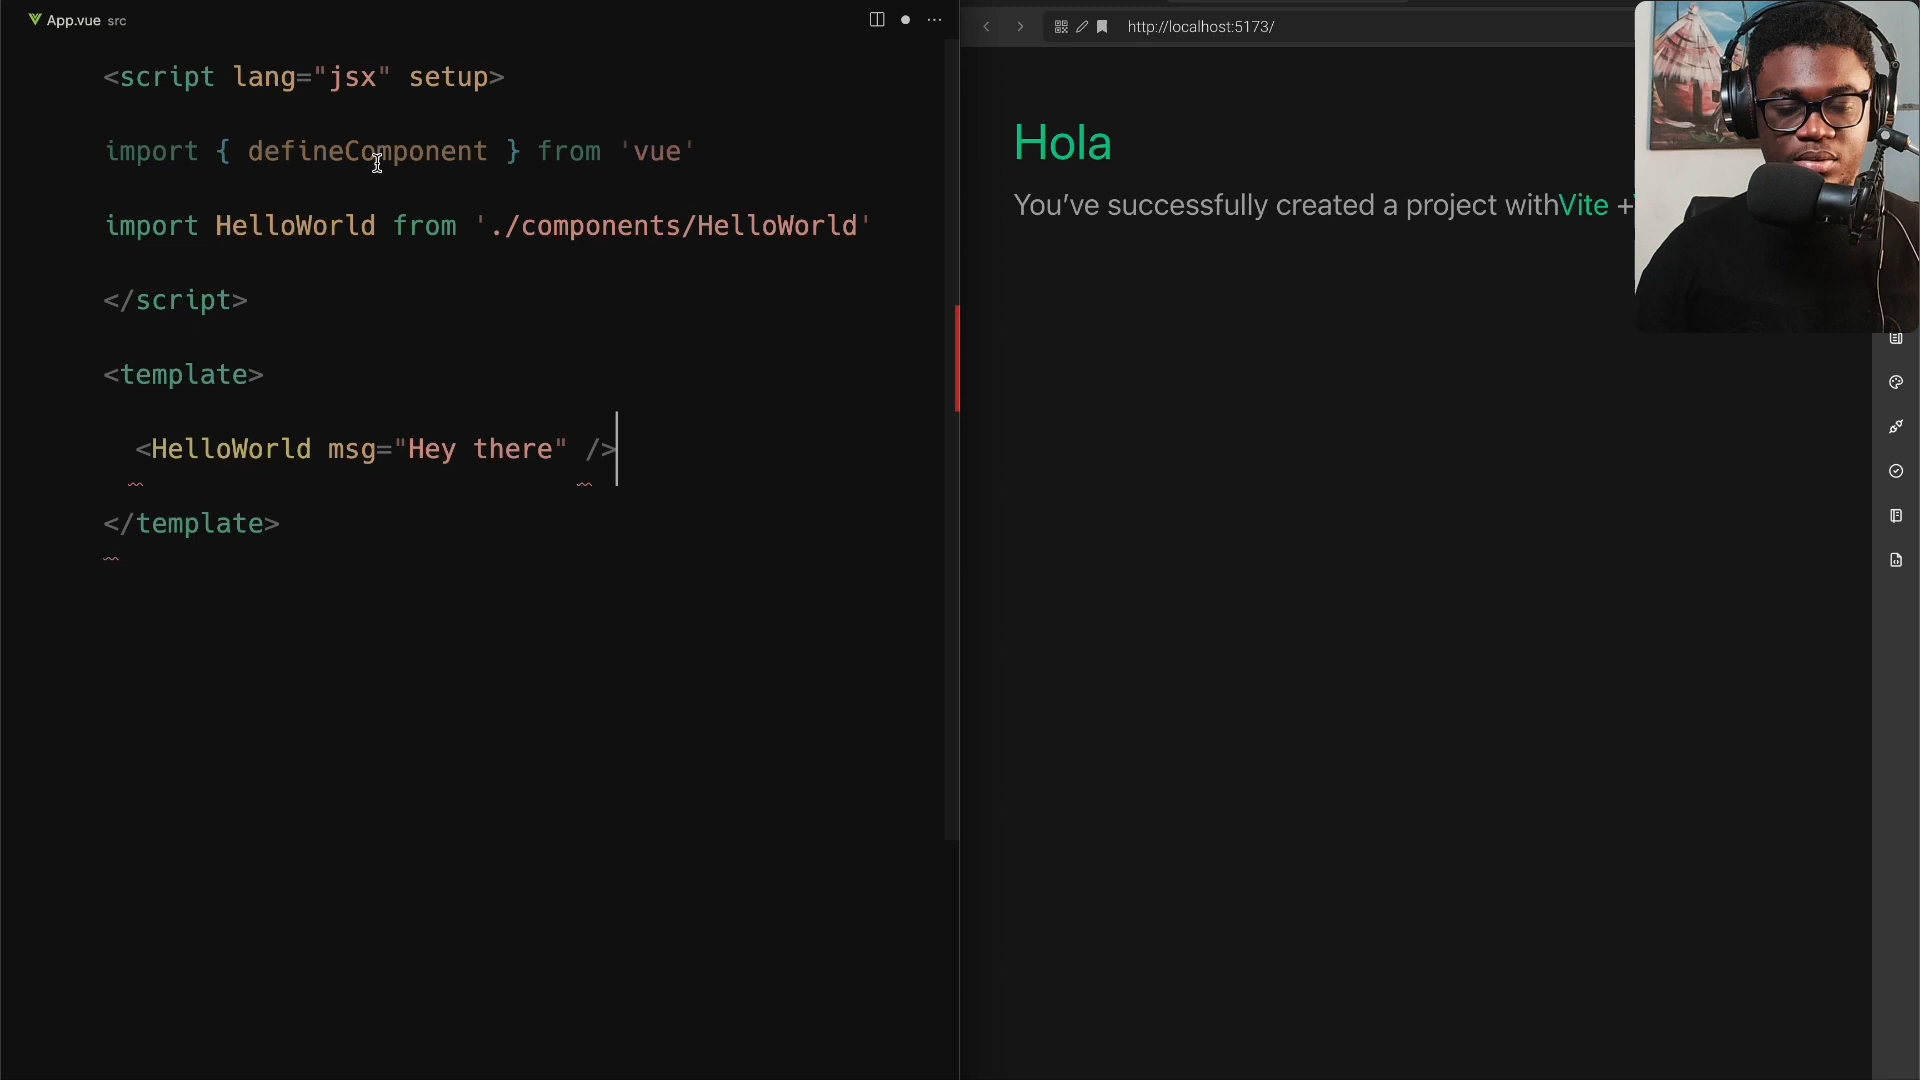 App.vue src
<script lang="jsx" setup>
import { defineComponent } from 'vue'
import HelloWorld from './components/HelloWorld'
</script>
<template>
<HelloWorld msg="Hey there" />
</template>
http://localhost:5173/
Hola
You’ve successfully created a project withVite +